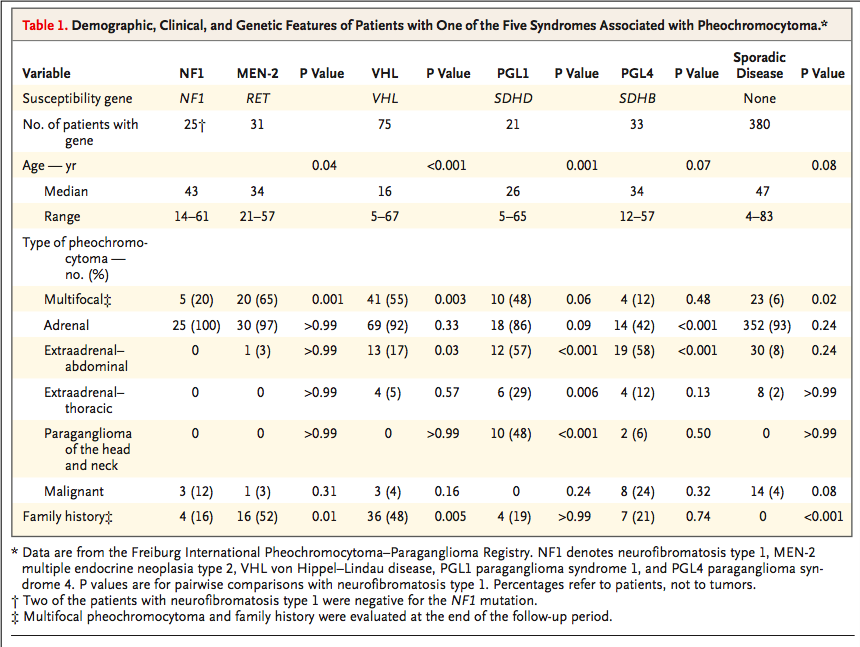 Table 1. Demographic, Clinical, and Genetic Features of Patients with One of the Five Syndromes Associated with Pheochromocytoma.*
Variable NF1 MEN-2 P Value VHL P Value PGL1 P Value PGL4 P Value Sporadic Disease P Value
Susceptibility gene NF1 RET VHL SDHD SDHB None
No. of patients with gene 25† 31 75 21 33 380
Age — yr 0.04 <0.001 0.001 0.07 0.08
Median 43 34 16 26 34 47
Range 14–61 21–57 5–67 5–65 12–57 4–83
Type of pheochromo-
cytoma —
no. (%)
Multifocal‡ 5 (20) 20 (65) 0.001 41 (55) 0.003 10 (48) 0.06 4 (12) 0.48 23 (6) 0.02
Adrenal 25 (100) 30 (97) >0.99 69 (92) 0.33 18 (86) 0.09 14 (42) <0.001 352 (93) 0.24
Extraadrenal–
abdominal 0 1 (3) >0.99 13 (17) 0.03 12 (57) <0.001 19 (58) <0.001 30 (8) 0.24
Extraadrenal–
thoracic 0 0 >0.99 4 (5) 0.57 6 (29) 0.006 4 (12) 0.13 8 (2) >0.99
Paraganglioma
of the head
and neck 0 0 >0.99 0 >0.99 10 (48) <0.001 2 (6) 0.50 0 >0.99
Malignant 3 (12) 1 (3) 0.31 3 (4) 0.16 0 0.24 8 (24) 0.32 14 (4) 0.08
Family history‡ 4 (16) 16 (52) 0.01 36 (48) 0.005 4 (19) >0.99 7 (21) 0.74 0 <0.001
* Data are from the Freiburg International Pheochromocytoma–Paraganglioma Registry. NF1 denotes neurofibromatosis type 1, MEN-2
multiple endocrine neoplasia type 2, VHL von Hippel–Lindau disease, PGL1 paraganglioma syndrome 1, and PGL4 paraganglioma syn-
drome 4. P values are for pairwise comparisons with neurofibromatosis type 1. Percentages refer to patients, not to tumors.
† Two of the patients with neurofibromatosis type 1 were negative for the NF1 mutation.
‡ Multifocal pheochromocytoma and family history were evaluated at the end of the follow-up period.